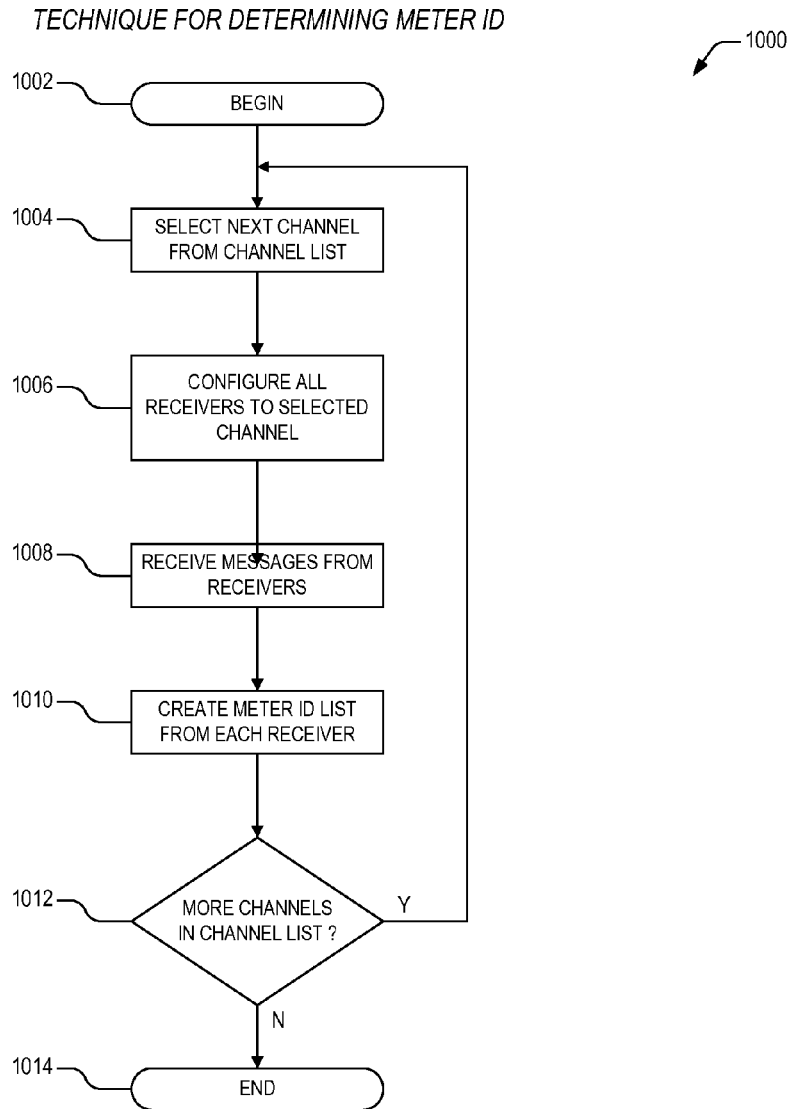 TECHNIQUE FOR DETERMINING METER ID
1000
1002
BEGIN
1004
SELECT NEXT CHANNEL
FROM CHANNEL LIST
1006
CONFIGURE ALL
RECEIVERS TO SELECTED
CHANNEL
1008
RECEIVE MESSAGES FROM
RECEIVERS
1010
CREATE METER ID LIST
FROM EACH RECEIVER
1012
MORE CHANNELS
IN CHANNEL LIST ?
Y
N
1014
END